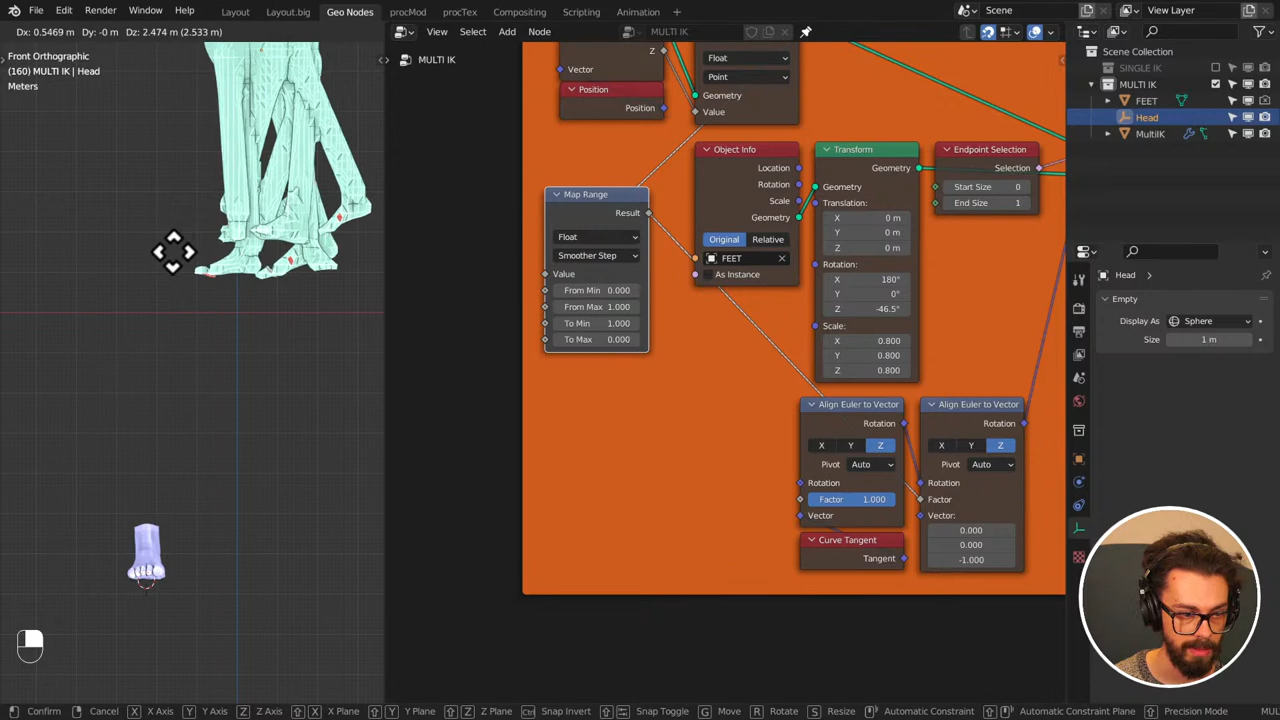 File Edit Render Window Help
Layout Layout.big Geo Nodes procMod procTex Compositing Scripting Animation +
Scene
View Layer
Dx: 0.5469 m Dy: -0 m Dz: 2.474 m (2.533 m)
View Select Add Node
MULTI IK
MULTI IK
Front Orthographic
(160) MULTI IK | Head
Meters
Z
Vector
Position
Position
Float
Point
Geometry
Value
Map Range
Result
Float
Smoother Step
Value
From Min 0.000
From Max 1.000
To Min 1.000
To Max 0.000
Object Info
Location
Rotation
Scale
Geometry
Original Relative
FEET
As Instance
Transform
Geometry
Geometry
Translation:
X 0 m
Y 0 m
Z 0 m
Rotation:
X 180°
Y 0°
Z -46.5°
Scale:
X 0.800
Y 0.800
Z 0.800
Endpoint Selection
Selection
Start Size 0
End Size 1
Align Euler to Vector
Rotation
X Y Z
Pivot Auto
Rotation
Factor 1.000
Vector
Curve Tangent
Tangent
Align Euler to Vector
Rotation
X Y Z
Pivot Auto
Rotation
Factor
Vector:
0.000
0.000
-1.000
Scene Collection
SINGLE IK
MULTI IK
FEET
Head
MultiIK
Head
Empty
Display As Sphere
Size 1 m
Confirm Cancel X X Axis Y Y Axis Z Z Axis X X Plane Y Y Plane Z Z Plane Snap Invert Snap Toggle G Move R Rotate S Resize Automatic Constraint Automatic Constraint Plane Precision Mode